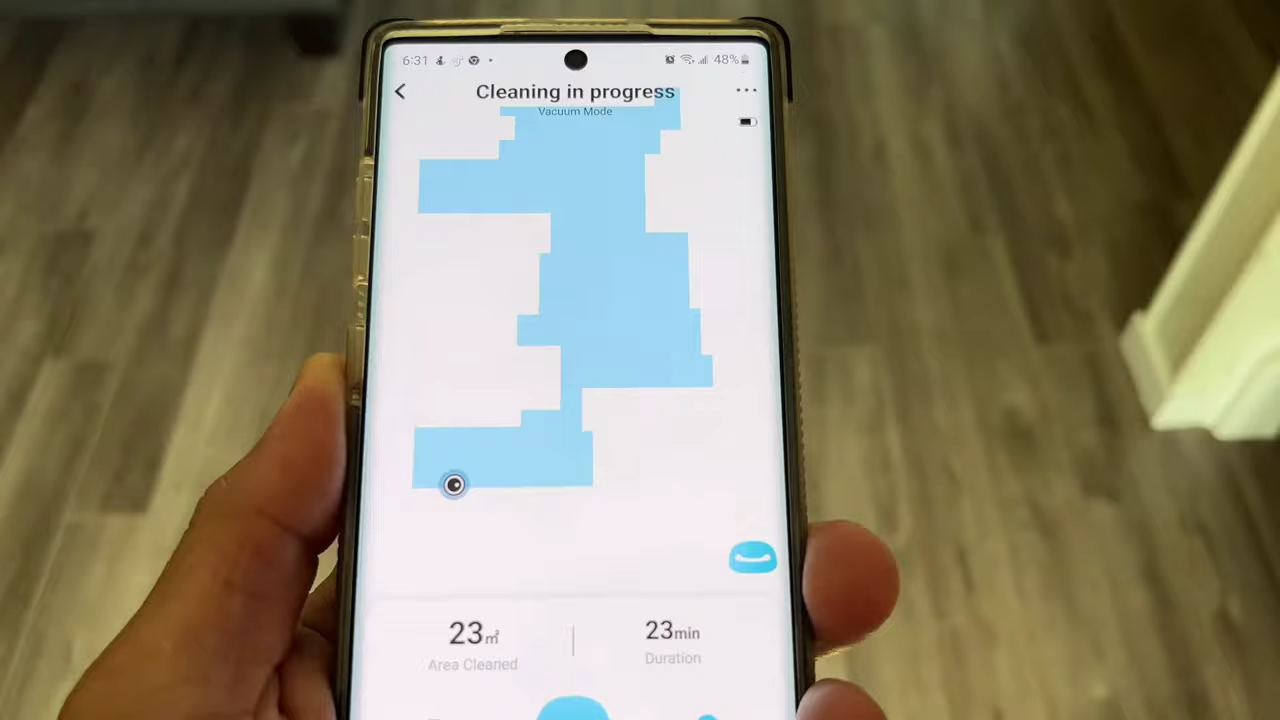 6:31 48%
Cleaning in progress
Vacuum Mode
23㎡ 23min
Area Cleaned Duration